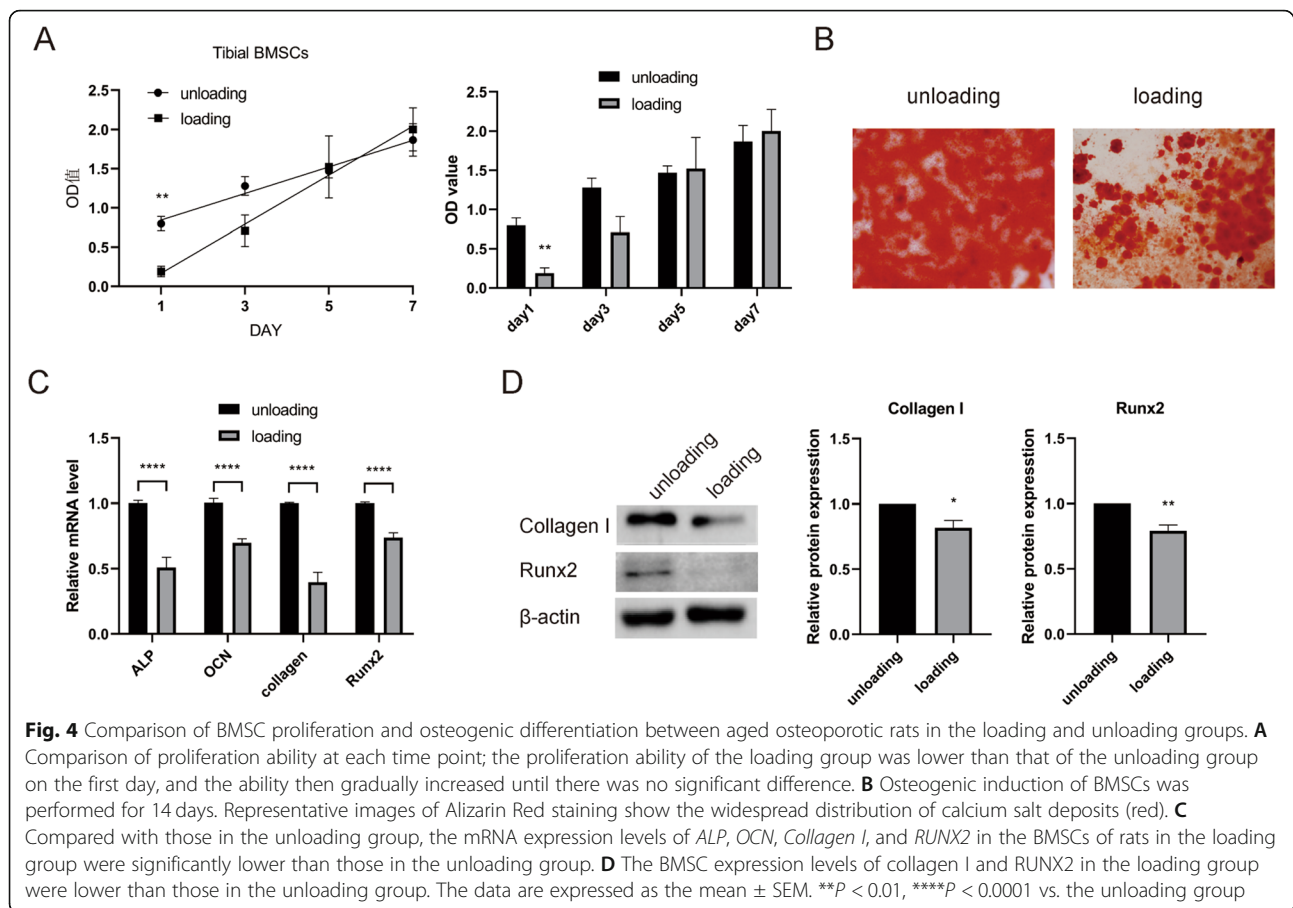 A
Tibial BMSCs
unloading
loading
2.5
2.0
1.5
1.0
0.5
0.0
OD值
**
1
3
5
7
DAY
unloading
loading
2.5
2.0
1.5
1.0
0.5
0.0
OD value
**
day1
day3
day5
day7
B
unloading
loading
C
unloading
loading
1.5
1.0
0.5
0.0
Relative mRNA level
****
****
****
****
ALP
OCN
collagen
Runx2
D
unloading
loading
Collagen I
Runx2
β-actin
Collagen I
1.5
1.0
0.5
0.0
Relative protein expresstion
*
unloading
loading
Runx2
1.5
1.0
0.5
0.0
Relative protein expresstion
**
unloading
loading
Fig. 4 Comparison of BMSC proliferation and osteogenic differentiation between aged osteoporotic rats in the loading and unloading groups. A
Comparison of proliferation ability at each time point; the proliferation ability of the loading group was lower than that of the unloading group
on the first day, and the ability then gradually increased until there was no significant difference. B Osteogenic induction of BMSCs was
performed for 14 days. Representative images of Alizarin Red staining show the widespread distribution of calcium salt deposits (red). C
Compared with those in the unloading group, the mRNA expression levels of ALP, OCN, Collagen I, and RUNX2 in the BMSCs of rats in the loading
group were significantly lower than those in the unloading group. D The BMSC expression levels of collagen I and RUNX2 in the loading group
were lower than those in the unloading group. The data are expressed as the mean ± SEM. **P < 0.01, ****P < 0.0001 vs. the unloading group